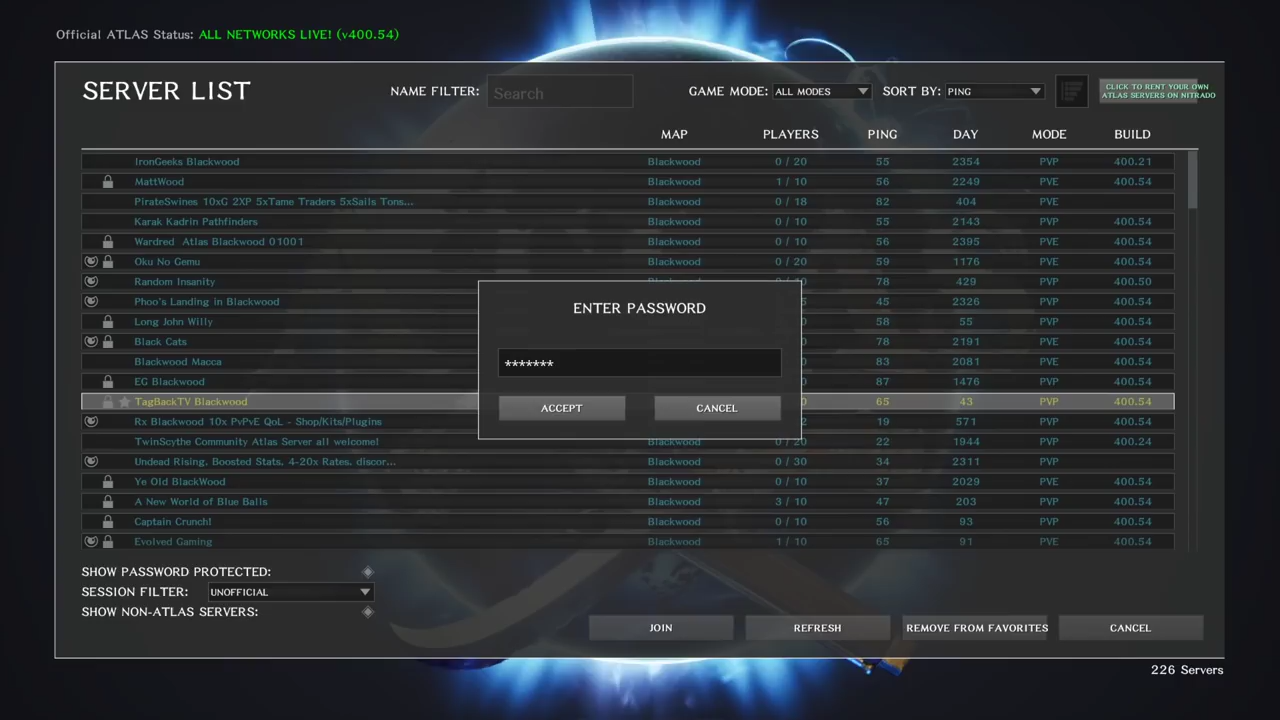 Official ATLAS Status: ALL NETWORKS LIVE! (v400.54)
SERVER LIST NAME FILTER: Search GAME MODE: ALL MODES SORT BY: PING CLICK TO RENT YOUR OWN
ATLAS SERVERS ON NITRADO
MAP PLAYERS PING DAY MODE BUILD
IronGeeks Blackwood Blackwood 0 / 20 55 2354 PVP 400.21
MattWood Blackwood 1 / 10 56 2249 PVE 400.54
PirateSwines 10xG 2XP 5xTame Traders 5xSails Tons... Blackwood 0 / 18 82 404 PVE
Karak Kadrin Pathfinders Blackwood 0 / 10 55 2143 PVP 400.54
Wardred Atlas Blackwood 01001 Blackwood 0 / 10 56 2395 PVE 400.54
Oku No Gemu Blackwood 0 / 20 59 1176 PVE 400.54
Random Insanity 78 429 PVP 400.50
Phoo's Landing in Blackwood 45 2326 PVP 400.54
Long John Willy 58 55 PVP 400.54
Black Cats 78 2191 PVP 400.54
Blackwood Macca 83 2081 PVP 400.54
EG Blackwood 87 1476 PVP 400.54
TagBackTV Blackwood 65 43 PVP 400.54
Rx Blackwood 10x PvPvE QoL - Shop/Kits/Plugins 19 571 PVP 400.54
TwinScythe Community Atlas Server all welcome! Blackwood 0 / 20 22 1944 PVP 400.24
Undead Rising, Boosted Stats, 4-20x Rates, discor... Blackwood 0 / 30 34 2311 PVP
Ye Old BlackWood Blackwood 0 / 10 37 2029 PVE 400.54
A New World of Blue Balls Blackwood 3 / 10 47 203 PVP 400.54
Captain Crunch! Blackwood 0 / 10 56 93 PVP 400.54
Evolved Gaming Blackwood 1 / 10 65 91 PVE 400.54
ENTER PASSWORD
*******
ACCEPT CANCEL
SHOW PASSWORD PROTECTED:
SESSION FILTER: UNOFFICIAL
SHOW NON-ATLAS SERVERS:
JOIN REFRESH REMOVE FROM FAVORITES CANCEL
226 Servers